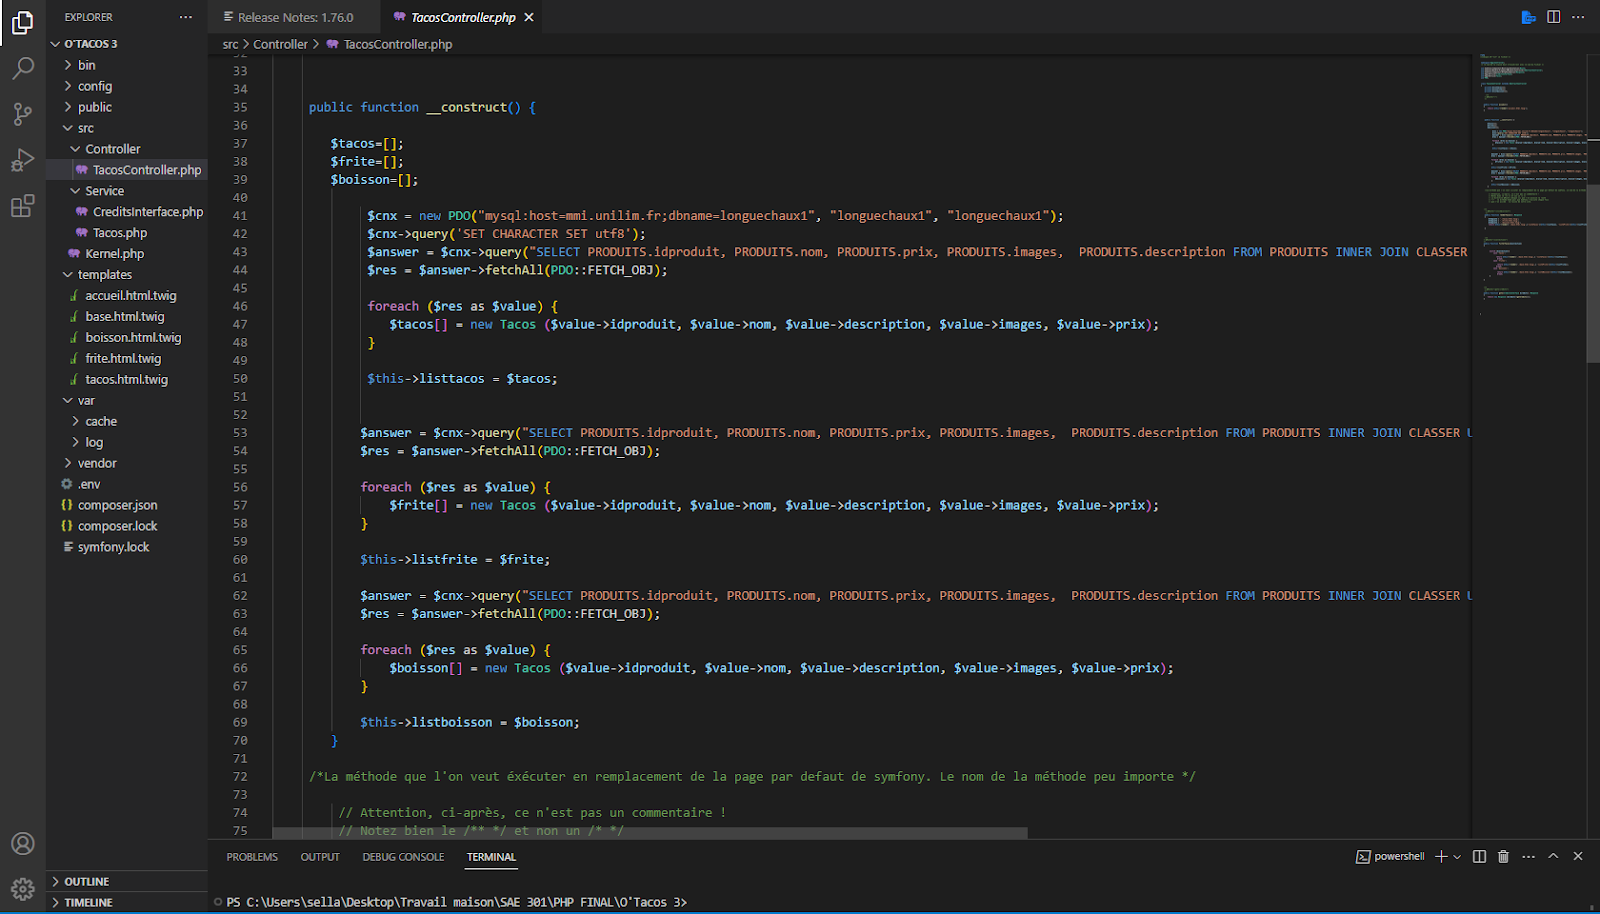 EXPLORER
Release Notes: 1.76.0
TacosController.php
O'TACOS 3
src > Controller > TacosController.php
bin
config
public
src
Controller
TacosController.php
Service
CreditsInterface.php
Tacos.php
Kernel.php
templates
accueil.html.twig
base.html.twig
boisson.html.twig
frite.html.twig
tacos.html.twig
var
cache
log
vendor
.env
composer.json
composer.lock
symfony.lock
OUTLINE
TIMELINE
33
34
35 public function __construct() {
36
37 $tacos=[];
38 $frite=[];
39 $boisson=[];
40
41 $cnx = new PDO("mysql:host=mmi.unilim.fr;dbname=longuechaux1", "longuechaux1", "longuechaux1");
42 $cnx->query('SET CHARACTER SET utf8');
43 $answer = $cnx->query("SELECT PRODUITS.idproduit, PRODUITS.nom, PRODUITS.prix, PRODUITS.images,  PRODUITS.description FROM PRODUITS INNER JOIN CLASSER
44 $res = $answer->fetchAll(PDO::FETCH_OBJ);
45
46 foreach ($res as $value) {
47 $tacos[] = new Tacos ($value->idproduit, $value->nom, $value->description, $value->images, $value->prix);
48 }
49
50 $this->listtacos = $tacos;
51
52
53 $answer = $cnx->query("SELECT PRODUITS.idproduit, PRODUITS.nom, PRODUITS.prix, PRODUITS.images,  PRODUITS.description FROM PRODUITS INNER JOIN CLASSER U
54 $res = $answer->fetchAll(PDO::FETCH_OBJ);
55
56 foreach ($res as $value) {
57 $frite[] = new Tacos ($value->idproduit, $value->nom, $value->description, $value->images, $value->prix);
58 }
59
60 $this->listfrite = $frite;
61
62 $answer = $cnx->query("SELECT PRODUITS.idproduit, PRODUITS.nom, PRODUITS.prix, PRODUITS.images,  PRODUITS.description FROM PRODUITS INNER JOIN CLASSER U
63 $res = $answer->fetchAll(PDO::FETCH_OBJ);
64
65 foreach ($res as $value) {
66 $boisson[] = new Tacos ($value->idproduit, $value->nom, $value->description, $value->images, $value->prix);
67 }
68
69 $this->listboisson = $boisson;
70 }
71
72 /*La méthode que l'on veut éxécuter en remplacement de la page par defaut de symfony. Le nom de la méthode peu importe */
73
74 // Attention, ci-après, ce n'est pas un commentaire !
75 // Notez bien le /** */ et non un /* */
PROBLEMS OUTPUT DEBUG CONSOLE TERMINAL
powershell
PS C:\Users\sella\Desktop\Travail maison\SAE 301\PHP FINAL\O'Tacos 3>